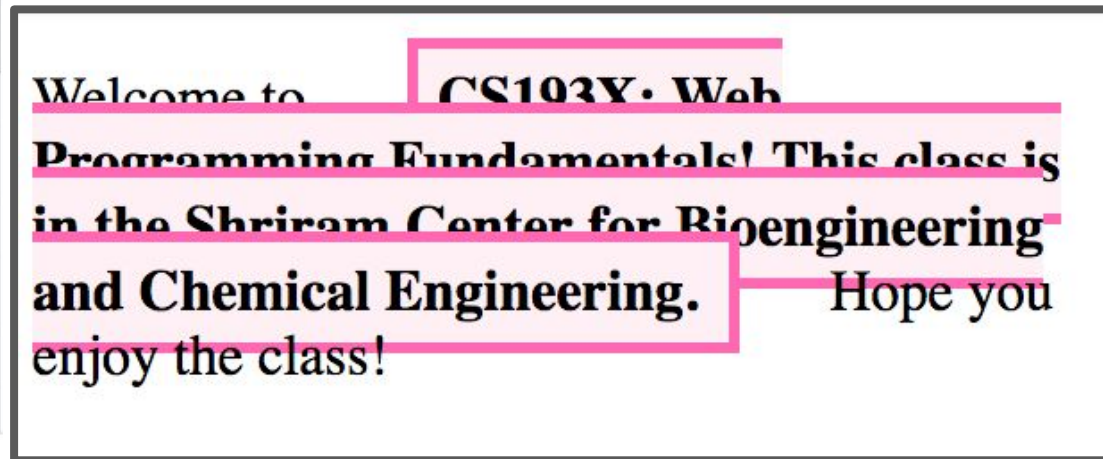 Welcome to CS193X: Web
Programming Fundamentals! This class is
in the Shriram Center for Bioengineering
and Chemical Engineering. Hope you
enjoy the class!